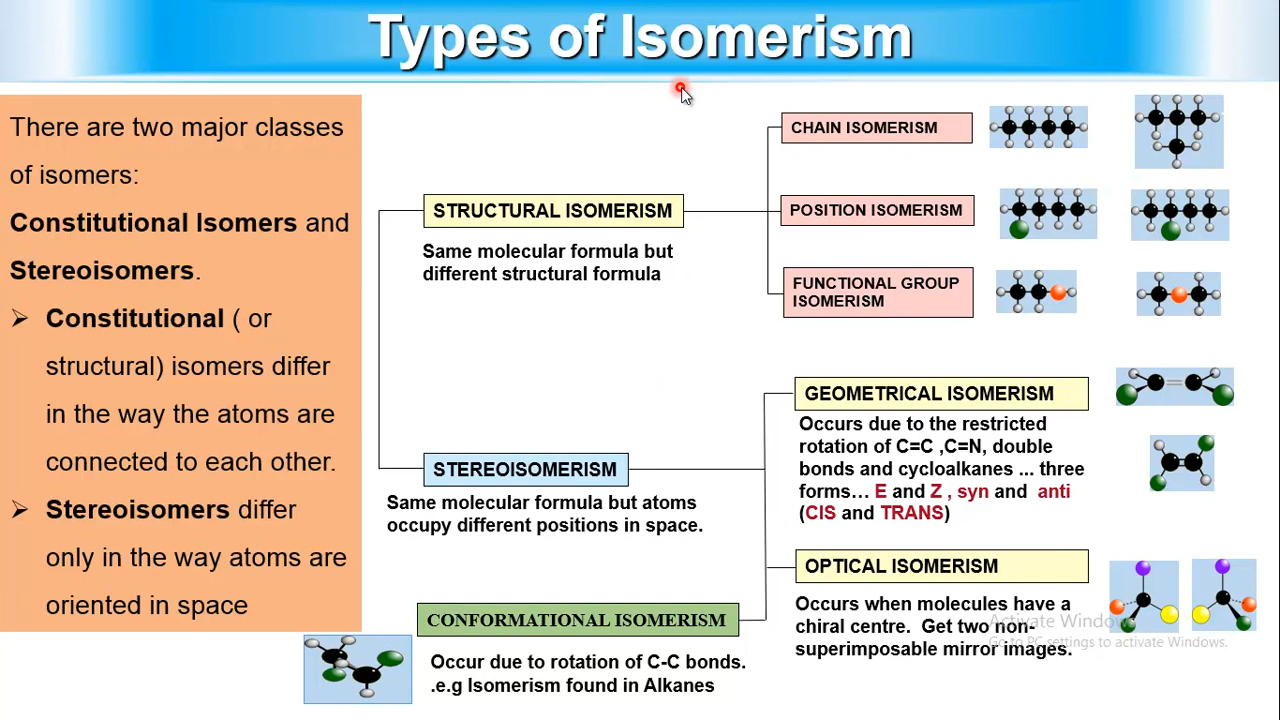 Types of Isomerism
There are two major classes
of isomers:
Constitutional Isomers and
Stereoisomers.
Constitutional ( or
structural) isomers differ
in the way the atoms are
connected to each other.
Stereoisomers differ
only in the way atoms are
oriented in space
STRUCTURAL ISOMERISM
Same molecular formula but
different structural formula
CHAIN ISOMERISM
POSITION ISOMERISM
FUNCTIONAL GROUP
ISOMERISM
STEREOISOMERISM
Same molecular formula but atoms
occupy different positions in space.
GEOMETRICAL ISOMERISM
Occurs due to the restricted
rotation of C=C ,C=N, double
bonds and cycloalkanes ... three
forms… E and Z , syn and anti
(CIS and TRANS)
OPTICAL ISOMERISM
Occurs when molecules have a
chiral centre. Get two non-
superimposable mirror images.
CONFORMATIONAL ISOMERISM
Occur due to rotation of C-C bonds.
.e.g Isomerism found in Alkanes
Activate Windows
Go to PC settings to activate Windows.